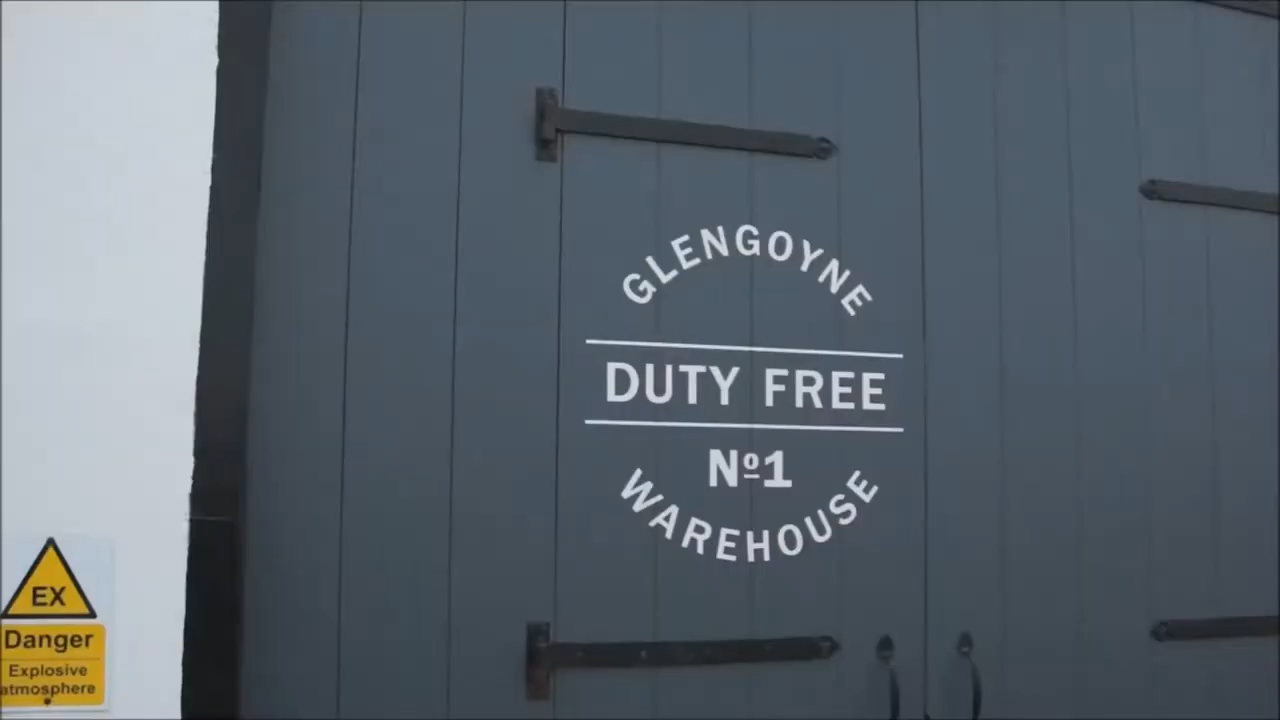 GLENGOYNE
DUTY FREE
Nº1
WAREHOUSE
EX
Danger
Explosive
atmosphere